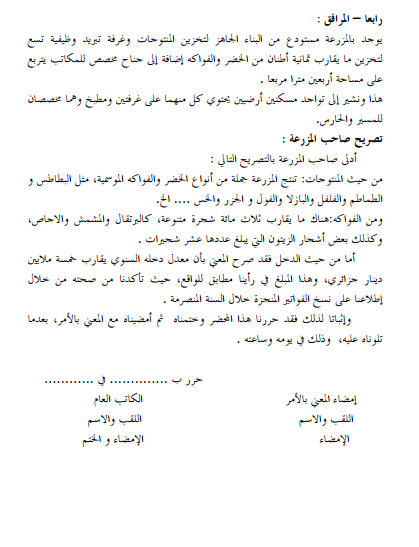 رابعا – المرافق :
يوجد بالمزرعة مستودع من البناء الجاهز لتخزين المنتوجات وغرفة تبريد وظيفية تسع
لتخزين ما يقارب ثمانية أطنان من الخضر والفواكه إضافة إلى جناح مخصص للمكاتب يتربع
على مساحة أربعين مترا مربعا .
هذا ونشير إلى تواجد مسكنين أرضيين يحتوي كل منهما على غرفتين ومطبخ وهما مخصصان
للمسير والحارس.
تصريح صاحب المزرعة :
أدلى صاحب المزرعة بالتصريح التالي :
من حيث المنتوجات: تنتج المزرعة جملة من أنواع الخضر والفواكه الموسمية، مثل البطاطس و
الطماطم والفلفل والبازلا والفول و الجزر والخس .... الخ.
ومن الفواكه:هناك ما يقارب ثلاث مائة شجرة متنوعة، كالبرتقال والمشمش والاجاص،
وكذلك بعض أشجار الزيتون التي يبلغ عددها عشر شجيرات .
أما من حيث الدخل فقد صرح المعني بأن معدل دخله السنوي يقارب خمسة ملايين
دينار جزائري، وهذا المبلغ في رأينا مطابق للواقع، حيث تأكدنا من صحته من خلال
إطلاعنا على نسخ الفواتير المنجزة خلال السنة المنصرمة .
وإثباتا لذلك فقد حررنا هذا المحضر وختمناه ثم أمضيناه مع المعني بالأمر، بعدما
تلوناه عليه، وذلك في يومه وساعته .
حرر ب .............. في ............
إمضاء المعني بالأمر الكاتب العام
اللقب والاسم اللقب والاسم
الإمضاء الإمضاء و الختم